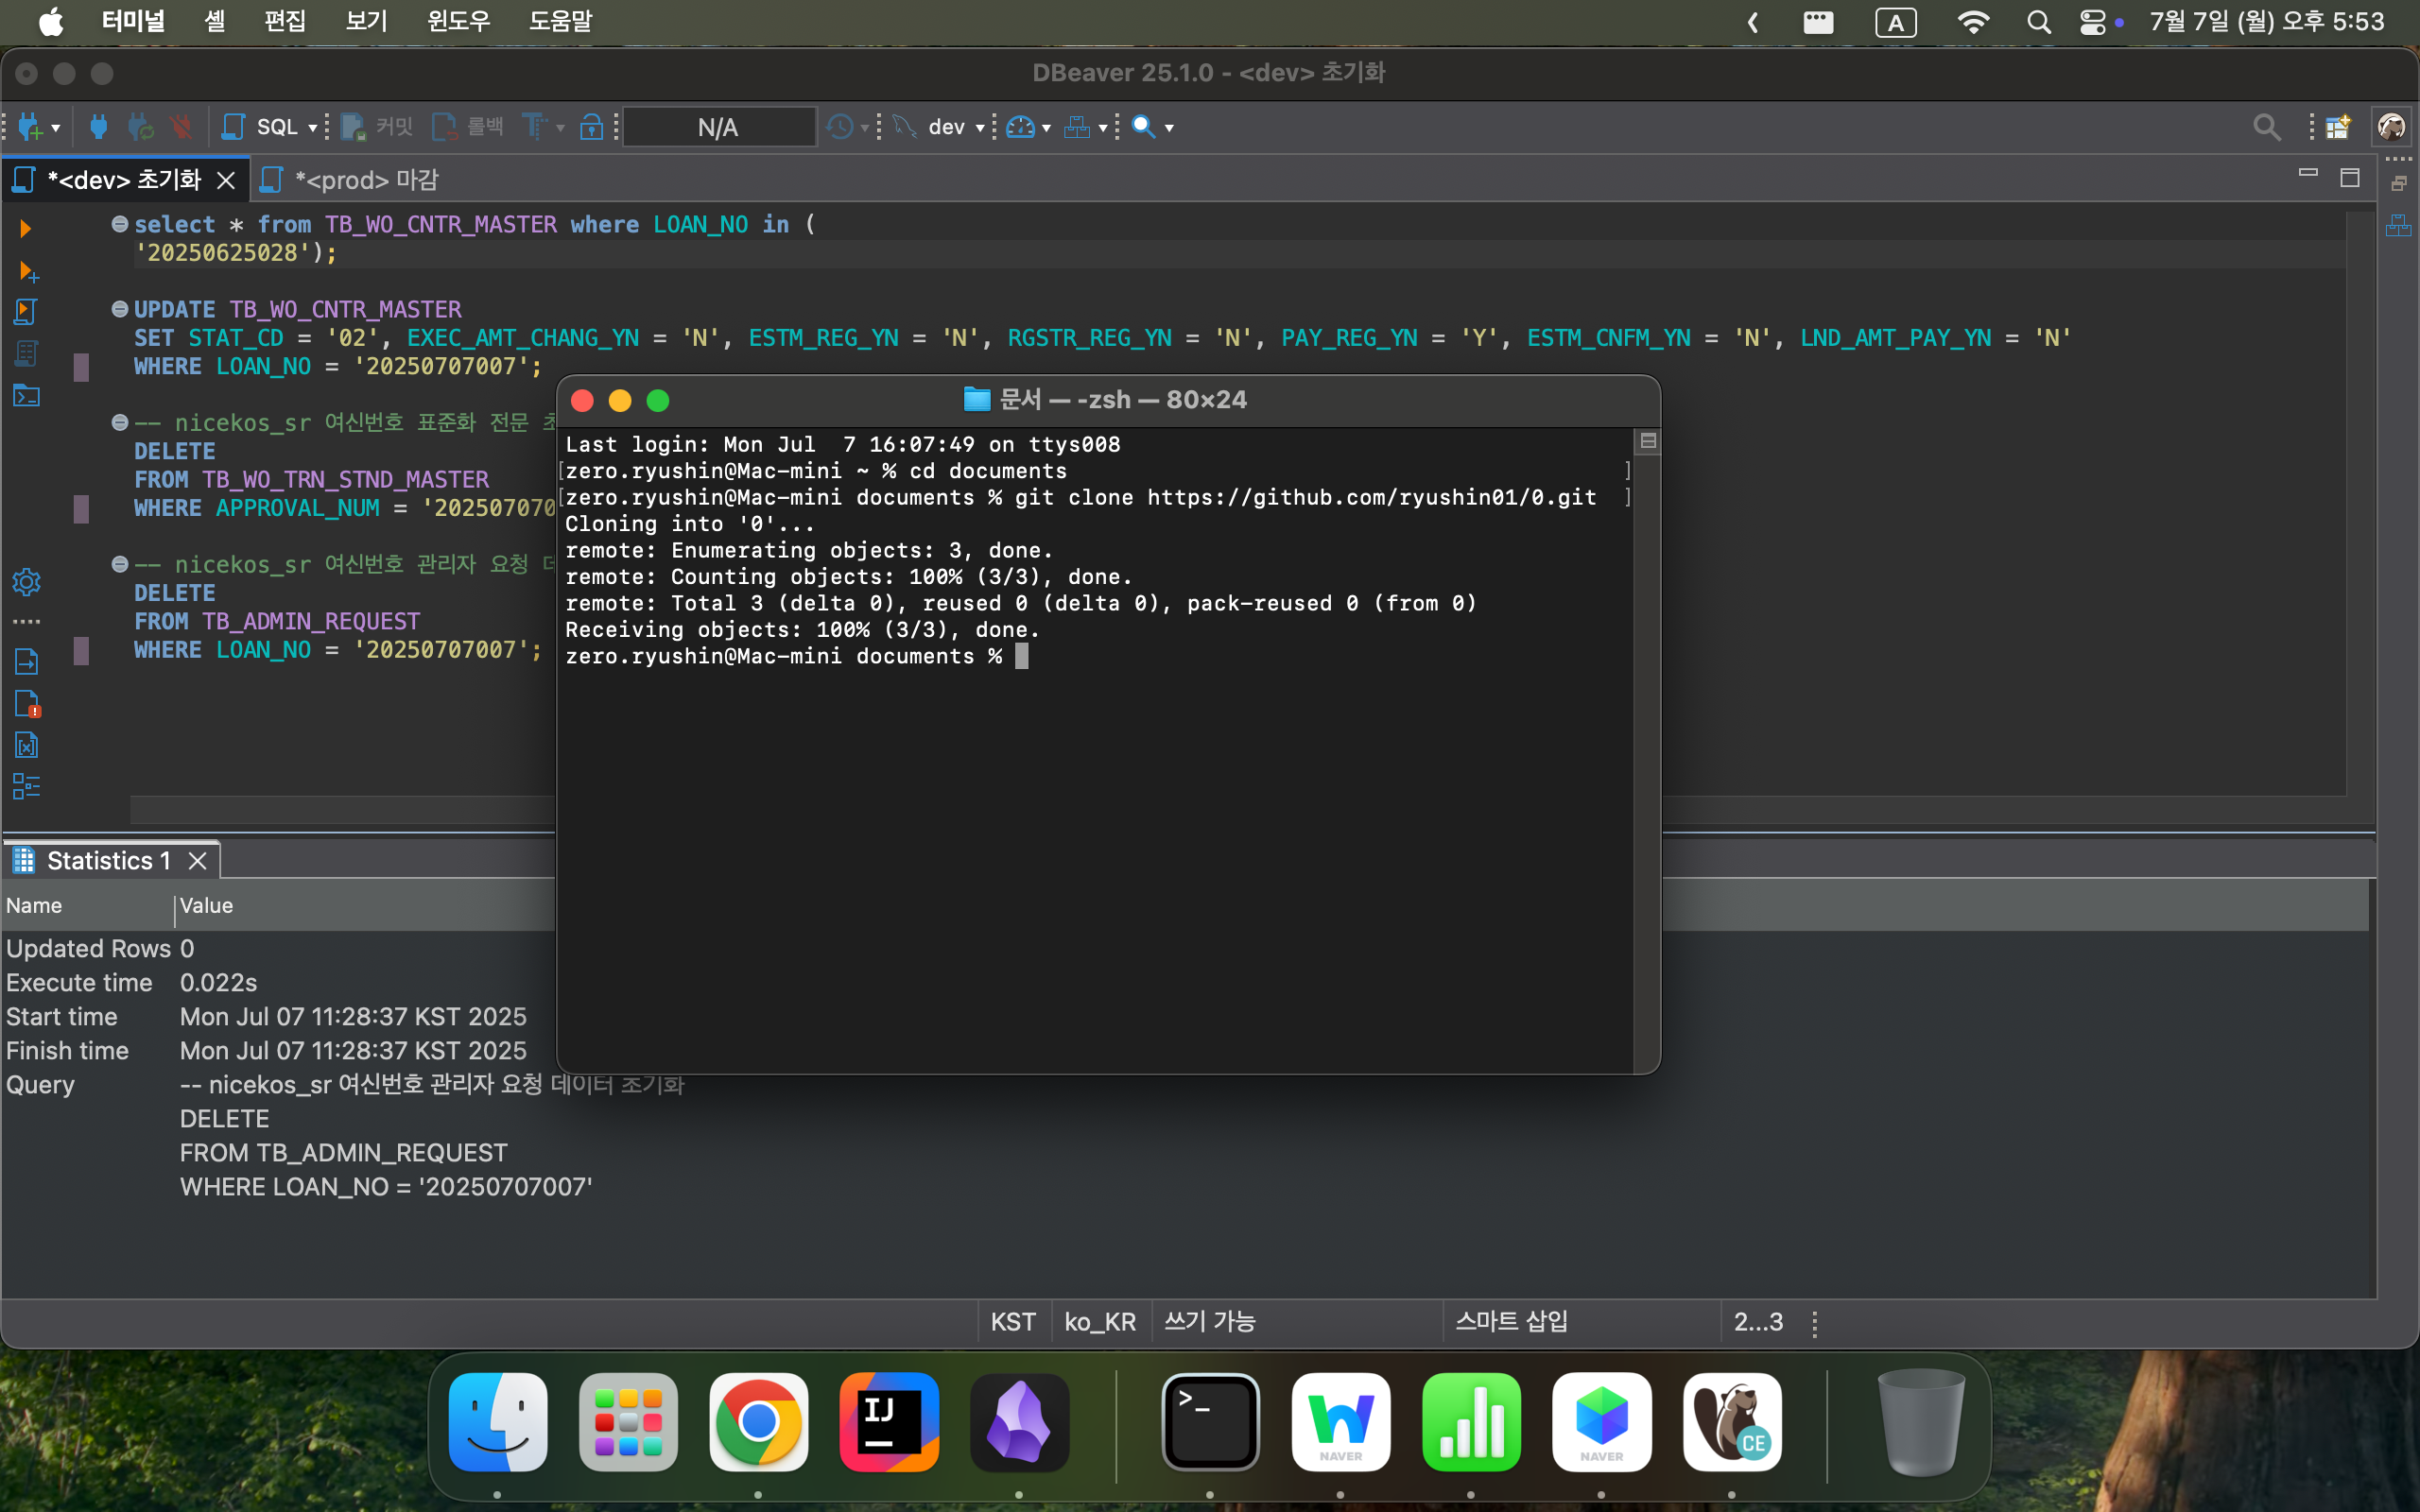 터미널 셸 편집 보기 윈도우 도움말 A 7월 7일 (월) 오후 5:53
DBeaver 25.1.0 - <dev> 초기화
SQL 커밋 롤백 N/A dev
*<dev> 초기화 *<prod> 마감
select * from TB_WO_CNTR_MASTER where LOAN_NO in (
'20250625028');
UPDATE TB_WO_CNTR_MASTER
SET STAT_CD = '02', EXEC_AMT_CHANG_YN = 'N', ESTM_REG_YN = 'N', RGSTR_REG_YN = 'N', PAY_REG_YN = 'Y', ESTM_CNFM_YN = 'N', LND_AMT_PAY_YN = 'N'
WHERE LOAN_NO = '20250707007';
-- nicekos_sr 여신번호 표준화 전문
DELETE
FROM TB_WO_TRN_STND_MASTER
WHERE APPROVAL_NUM = '202507070
-- nicekos_sr 여신번호 관리자 요청
DELETE
FROM TB_ADMIN_REQUEST
WHERE LOAN_NO = '20250707007';
문서 — -zsh — 80×24
Last login: Mon Jul  7 16:07:49 on ttys008
[zero.ryushin@Mac-mini ~ % cd documents ]
[zero.ryushin@Mac-mini documents % git clone https://github.com/ryushin01/0.git ]
Cloning into '0'...
remote: Enumerating objects: 3, done.
remote: Counting objects: 100% (3/3), done.
remote: Total 3 (delta 0), reused 0 (delta 0), pack-reused 0 (from 0)
Receiving objects: 100% (3/3), done.
zero.ryushin@Mac-mini documents %
Statistics 1
Name Value
Updated Rows 0
Execute time 0.022s
Start time Mon Jul 07 11:28:37 KST 2025
Finish time Mon Jul 07 11:28:37 KST 2025
Query -- nicekos_sr 여신번호 관리자 요청 데이터 초기화
DELETE
FROM TB_ADMIN_REQUEST
WHERE LOAN_NO = '20250707007'
KST ko_KR 쓰기 가능 스마트 삽입 2...3
IJ >_ NAVER NAVER CE